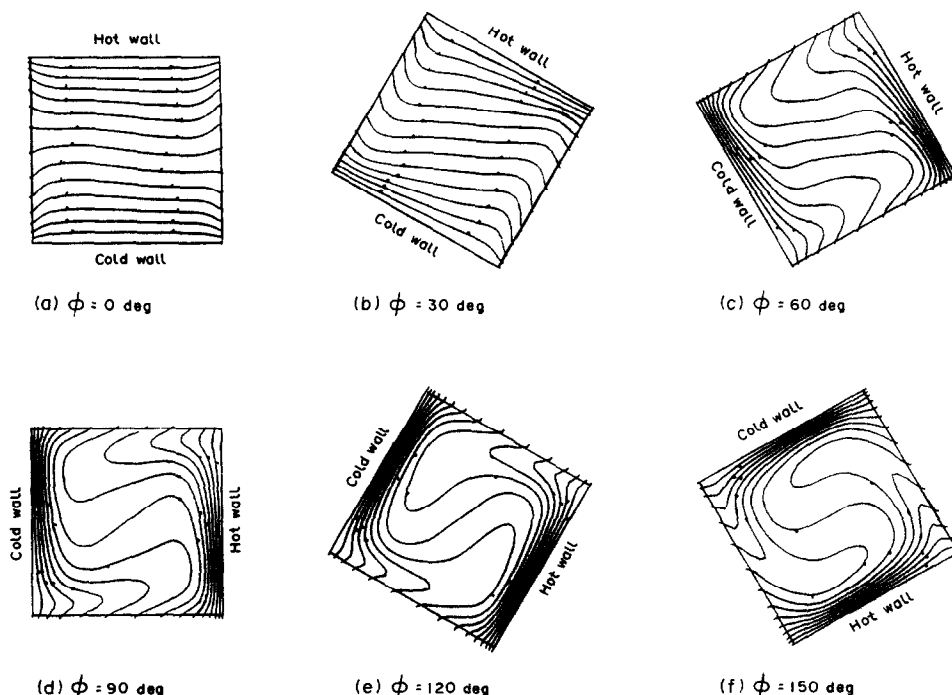 Hot wall
Cold wall
(a) ϕ = 0 deg
Hot wall
Cold wall
(b) ϕ = 30 deg
Hot wall
Cold wall
(c) ϕ = 60 deg
Cold wall
Hot wall
(d) ϕ = 90 deg
Cold wall
Hot wall
(e) ϕ = 120 deg
Cold wall
Hot wall
(f) ϕ = 150 deg